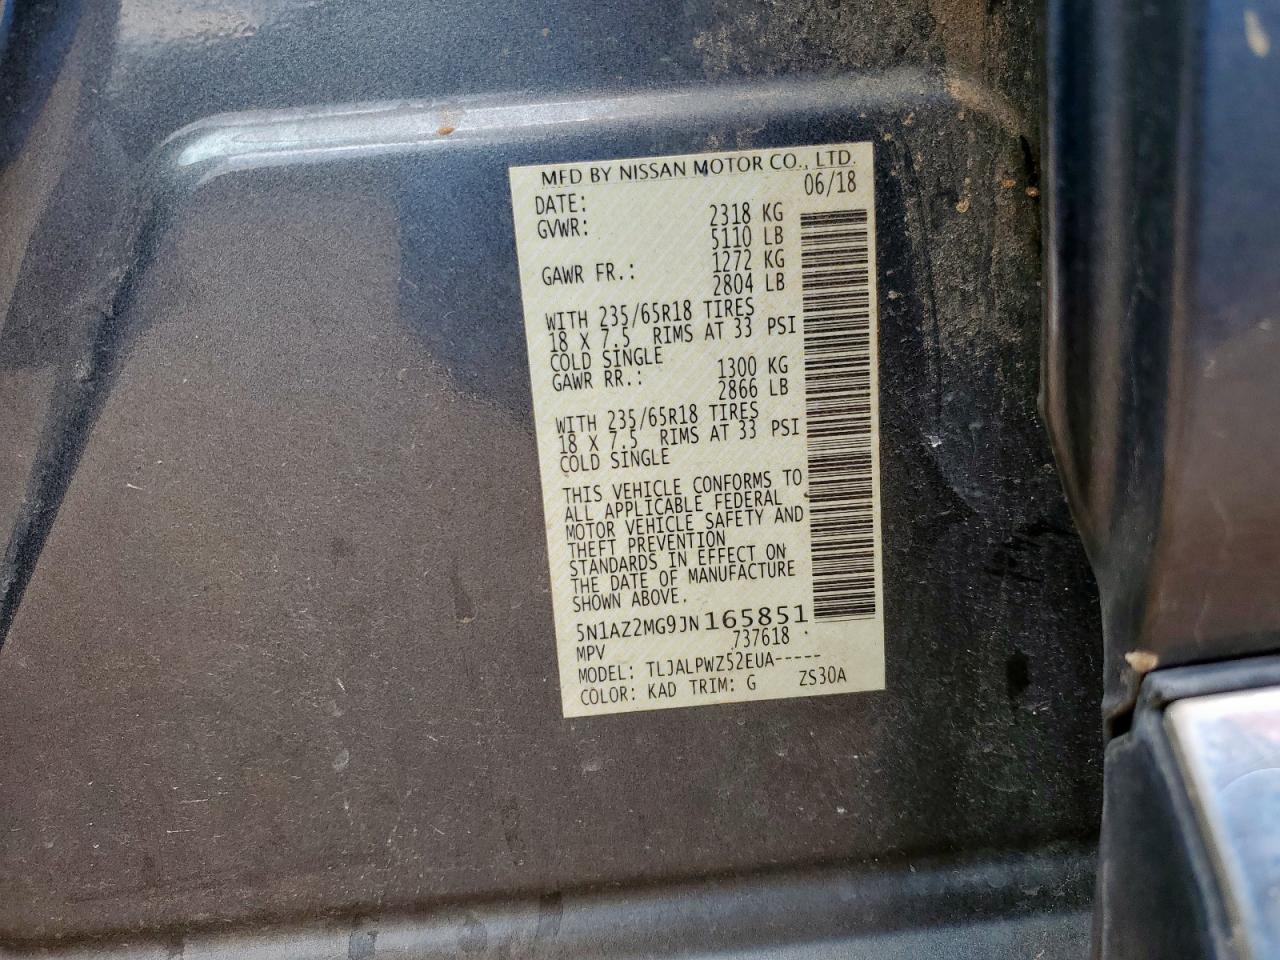 MFD BY NISSAN MOTOR CO., LTD.
DATE: 06/18
GVWR: 2318 KG
5110 LB
GAWR FR.: 1272 KG
2804 LB
WITH 235/65R18 TIRES
18 X 7.5 RIMS AT 33 PSI
COLD SINGLE
GAWR RR.: 1300 KG
2866 LB
WITH 235/65R18 TIRES
18 X 7.5 RIMS AT 33 PSI
COLD SINGLE
THIS VEHICLE CONFORMS TO
ALL APPLICABLE FEDERAL
MOTOR VEHICLE SAFETY AND
THEFT PREVENTION
STANDARDS IN EFFECT ON
THE DATE OF MANUFACTURE
SHOWN ABOVE.
5N1AZ2MG9JN165851
MPV 737618
MODEL: TLJALPWZ52EUA-----
COLOR: KAD TRIM: G ZS30A